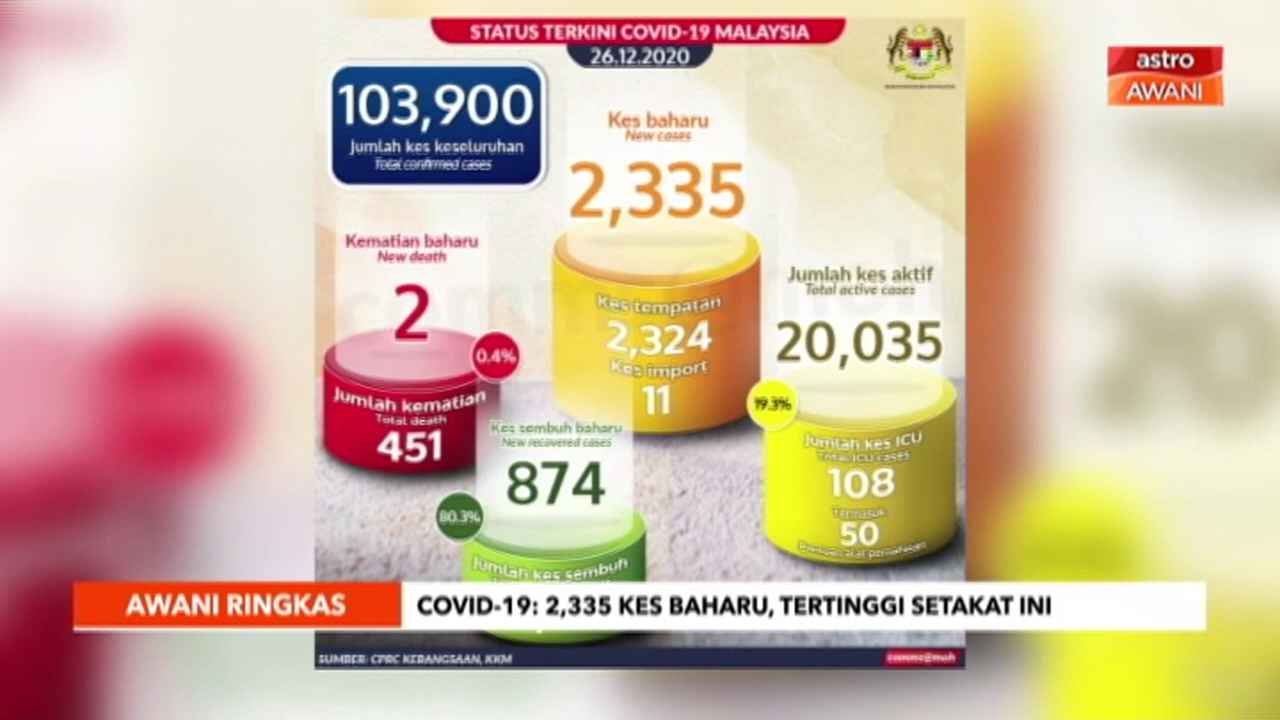 STATUS TERKINI COVID-19 MALAYSIA
26.12.2020
astro
AWANI
103,900
Jumlah kes keseluruhan
Total confirmed cases
Kes baharu
New cases
2,335
Kes tempatan
2,324
Kes import
11
Kematian baharu
New death
2
0.4%
Jumlah kematian
Total death
451
Jumlah kes aktif
Total active cases
20,035
19.3%
Jumlah kes ICU
Total ICU cases
108
Termasuk
50
Kes sembuh baharu
New recovered cases
874
80.3%
Jumlah kes sembuh
AWANI RINGKAS
COVID-19: 2,335 KES BAHARU, TERTINGGI SETAKAT INI
SUMBER: CPRC KEBANGSAAN, KKM
comms@moh